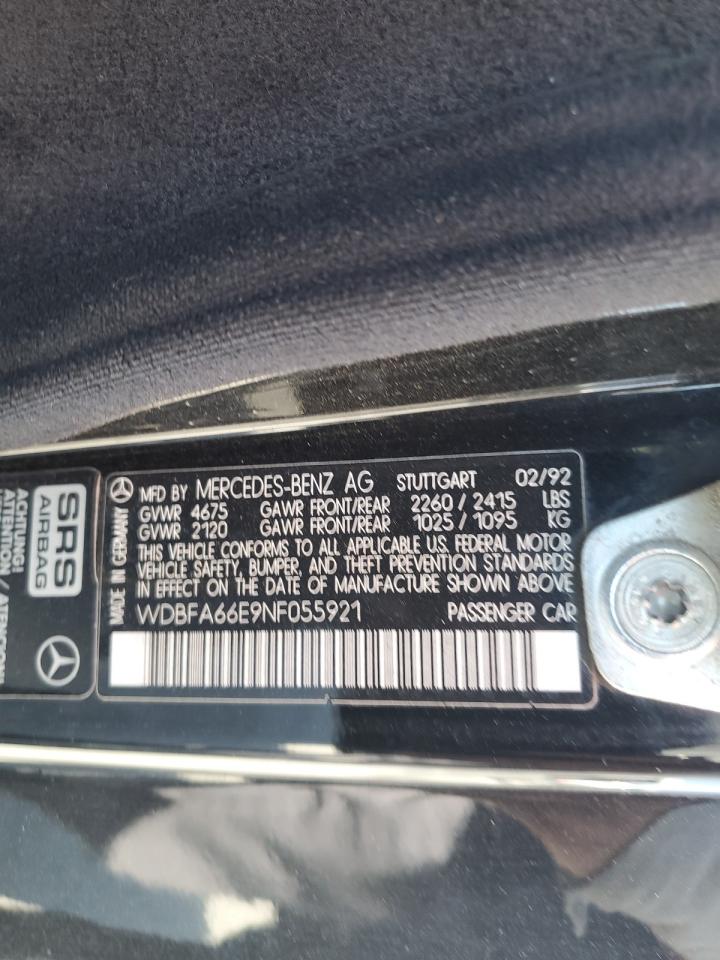 MFD BY MERCEDES-BENZ AG STUTTGART 02/92
GVWR 4675 GAWR FRONT/REAR 2260/2415 LBS
GVWR 2120 GAWR FRONT/REAR 1025/1095 KG
THIS VEHICLE CONFORMS TO ALL APPLICABLE U.S. FEDERAL MOTOR
VEHICLE SAFETY, BUMPER, AND THEFT PREVENTION STANDARDS
IN EFFECT ON THE DATE OF MANUFACTURE SHOWN ABOVE
WDBFA66E9NF055921 PASSENGER CAR
MADE IN GERMANY
SRS
AIRBAG
ACHTUNG!
ATTENTION /